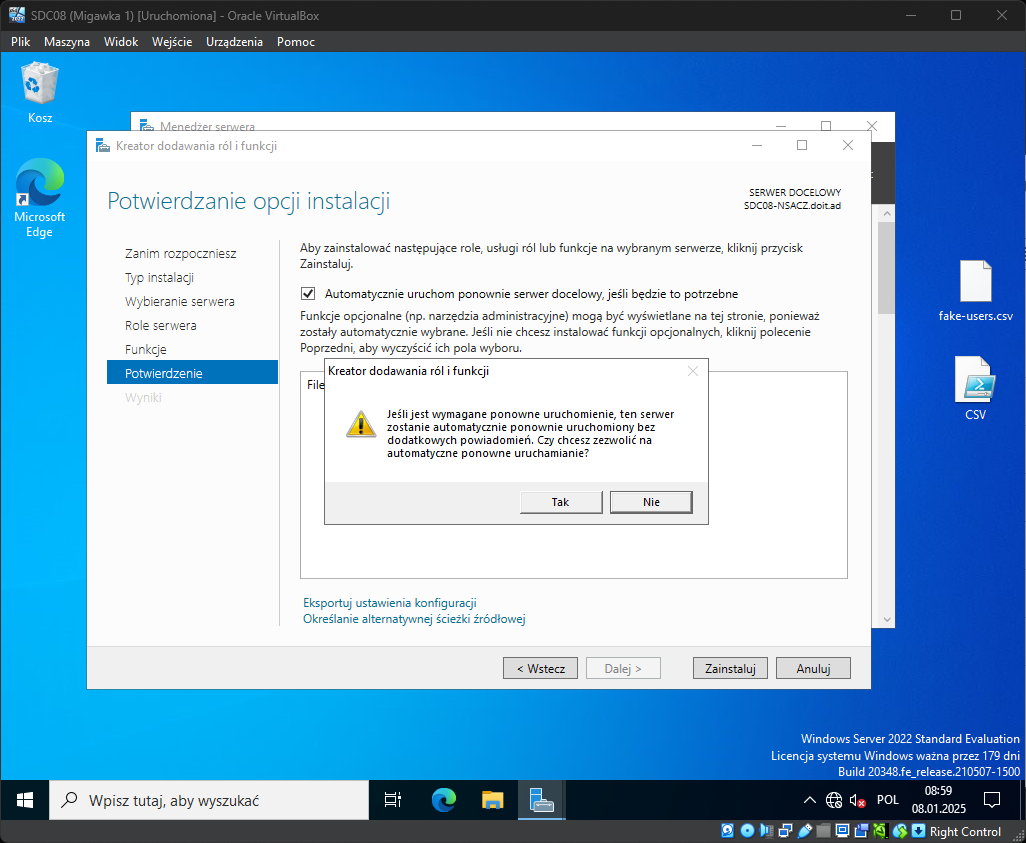 SDC08 (Migawka 1) [Uruchomiona] - Oracle VirtualBox
Plik Maszyna Widok Wejście Urządzenia Pomoc
Kosz
Microsoft
Edge
Menedżer serwera
Kreator dodawania ról i funkcji
Potwierdzanie opcji instalacji
SERWER DOCELOWY
SDC08-NSACZ.doit.ad
Zanim rozpoczniesz
Typ instalacji
Wybieranie serwera
Role serwera
Funkcje
Potwierdzenie
Wyniki
Aby zainstalować następujące role, usługi ról lub funkcje na wybranym serwerze, kliknij przycisk
Zainstaluj.
Automatycznie uruchom ponownie serwer docelowy, jeśli będzie to potrzebne
Funkcje opcjonalne (np. narzędzia administracyjne) mogą być wyświetlane na tej stronie, ponieważ
zostały automatycznie wybrane. Jeśli nie chcesz instalować funkcji opcjonalnych, kliknij polecenie
Poprzedni, aby wyczyścić ich pola wyboru.
File
Kreator dodawania ról i funkcji
Jeśli jest wymagane ponowne uruchomienie, ten serwer
zostanie automatycznie ponownie uruchomiony bez
dodatkowych powiadomień. Czy chcesz zezwolić na
automatyczne ponowne uruchamianie?
Tak Nie
Eksportuj ustawienia konfiguracji
Określanie alternatywnej ścieżki źródłowej
< Wstecz Dalej > Zainstaluj Anuluj
fake-users.csv
CSV
Windows Server 2022 Standard Evaluation
Licencja systemu Windows ważna przez 179 dni
Build 20348.fe_release.210507-1500
Wpisz tutaj, aby wyszukać
POL
08:59
08.01.2025
Right Control